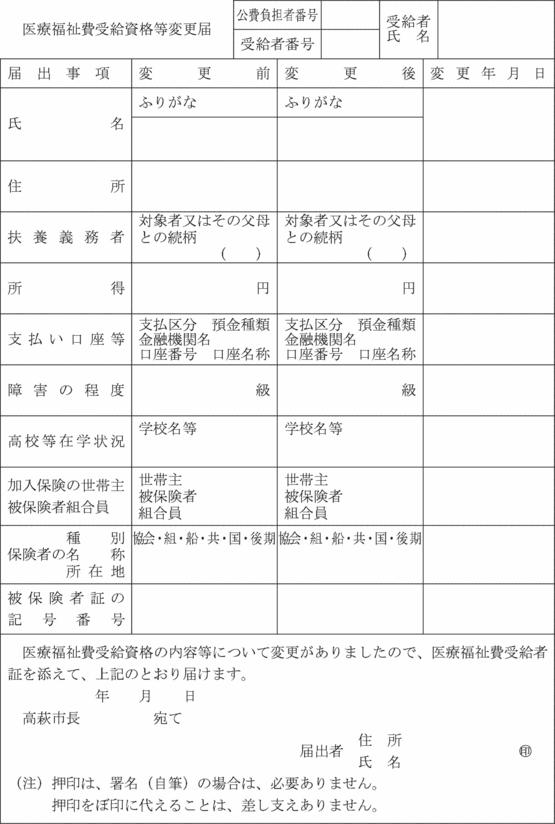 医療福祉費受給資格等変更届
公費負担者番号
受給者番号
受給者
氏名
届出事項 変更前 変更後 変更年月日
氏名 ふりがな ふりがな
住所
扶養義務者 対象者又はその父母 対象者又はその父母
との続柄 との続柄
（　　） （　　）
所得 円 円
支払い口座等 支払区分　預金種類 支払区分　預金種類
金融機関名 金融機関名
口座番号　口座名称 口座番号　口座名称
障害の程度 級 級
高校等在学状況 学校名等 学校名等
加入保険の世帯主 世帯主 世帯主
被保険者組合員 被保険者 被保険者
組合員 組合員
種別 協会・組・船・共・国・後期 協会・組・船・共・国・後期
保険者の名称
所在地
被保険者証の
記号番号
医療福祉費受給資格の内容等について変更がありましたので、医療福祉費受給者
証を添えて、上記のとおり届けます。
年　　月　　日
高萩市長　　　　　宛て
届出者　住所
氏名　　　　　　　　㊞
（注）押印は、署名（自筆）の場合は、必要ありません。
押印をぼ印に代えることは、差し支えありません。